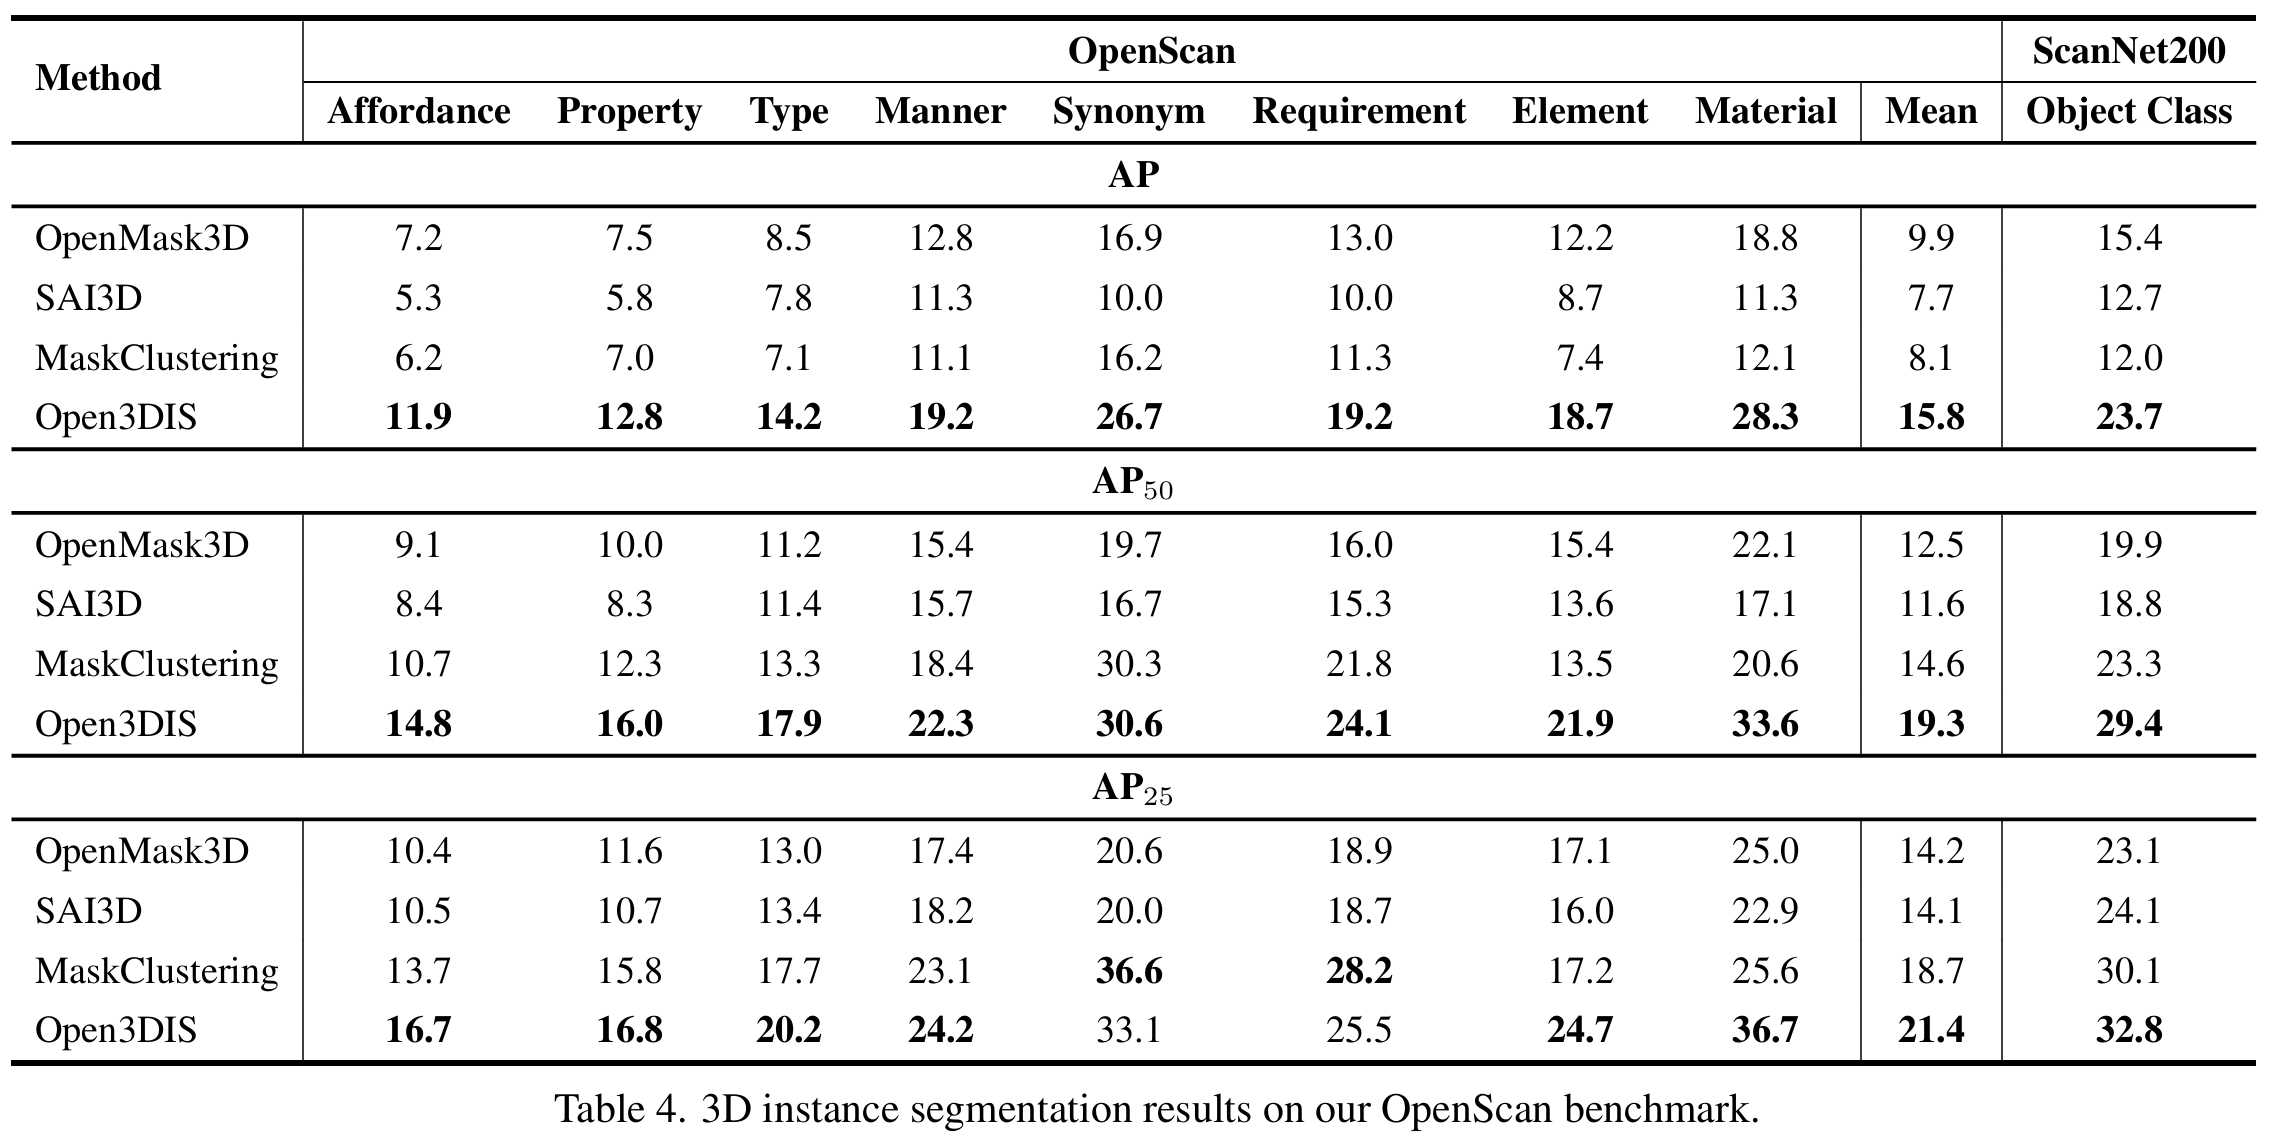 Method OpenScan ScanNet200
Affordance Property Type Manner Synonym Requirement Element Material Mean Object Class
AP
OpenMask3D 7.2 7.5 8.5 12.8 16.9 13.0 12.2 18.8 9.9 15.4
SAI3D 5.3 5.8 7.8 11.3 10.0 10.0 8.7 11.3 7.7 12.7
MaskClustering 6.2 7.0 7.1 11.1 16.2 11.3 7.4 12.1 8.1 12.0
Open3DIS 11.9 12.8 14.2 19.2 26.7 19.2 18.7 28.3 15.8 23.7
AP50
OpenMask3D 9.1 10.0 11.2 15.4 19.7 16.0 15.4 22.1 12.5 19.9
SAI3D 8.4 8.3 11.4 15.7 16.7 15.3 13.6 17.1 11.6 18.8
MaskClustering 10.7 12.3 13.3 18.4 30.3 21.8 13.5 20.6 14.6 23.3
Open3DIS 14.8 16.0 17.9 22.3 30.6 24.1 21.9 33.6 19.3 29.4
AP25
OpenMask3D 10.4 11.6 13.0 17.4 20.6 18.9 17.1 25.0 14.2 23.1
SAI3D 10.5 10.7 13.4 18.2 20.0 18.7 16.0 22.9 14.1 24.1
MaskClustering 13.7 15.8 17.7 23.1 36.6 28.2 17.2 25.6 18.7 30.1
Open3DIS 16.7 16.8 20.2 24.2 33.1 25.5 24.7 36.7 21.4 32.8
Table 4. 3D instance segmentation results on our OpenScan benchmark.